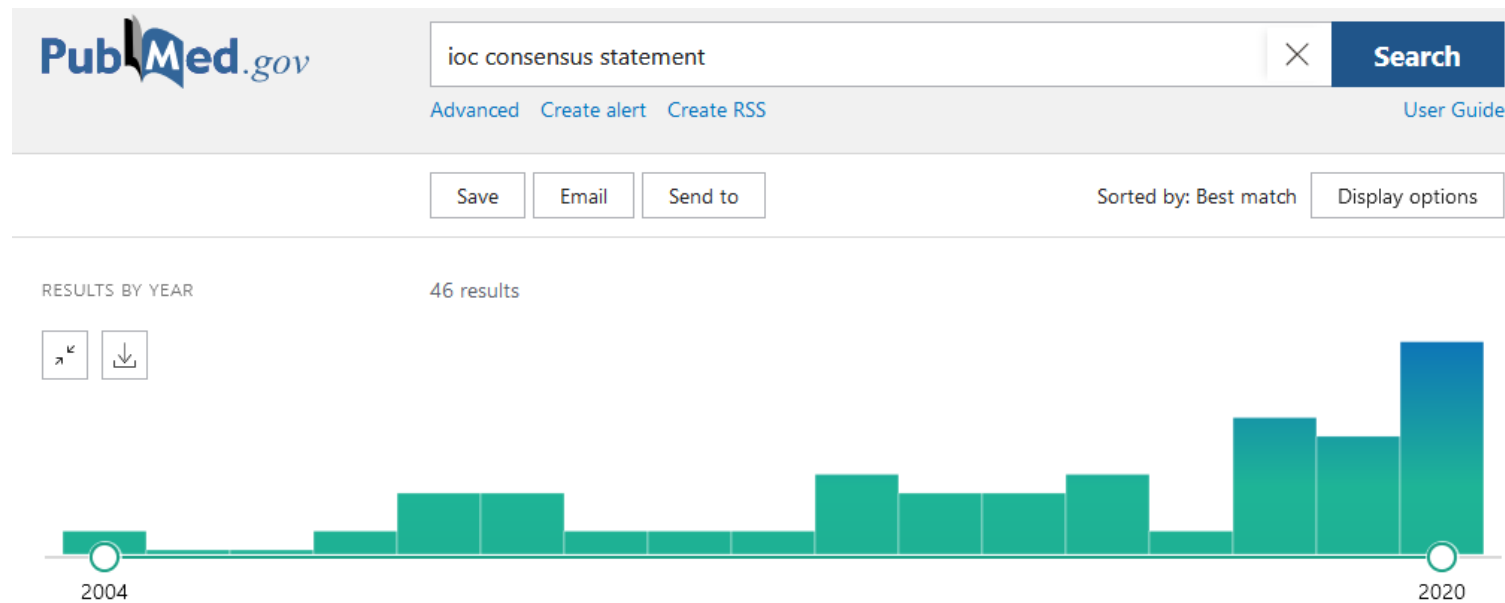 PubMed.gov
ioc consensus statement
Search
Advanced Create alert Create RSS
User Guide
Save Email Send to
Sorted by: Best match Display options
RESULTS BY YEAR
46 results
2004
2020